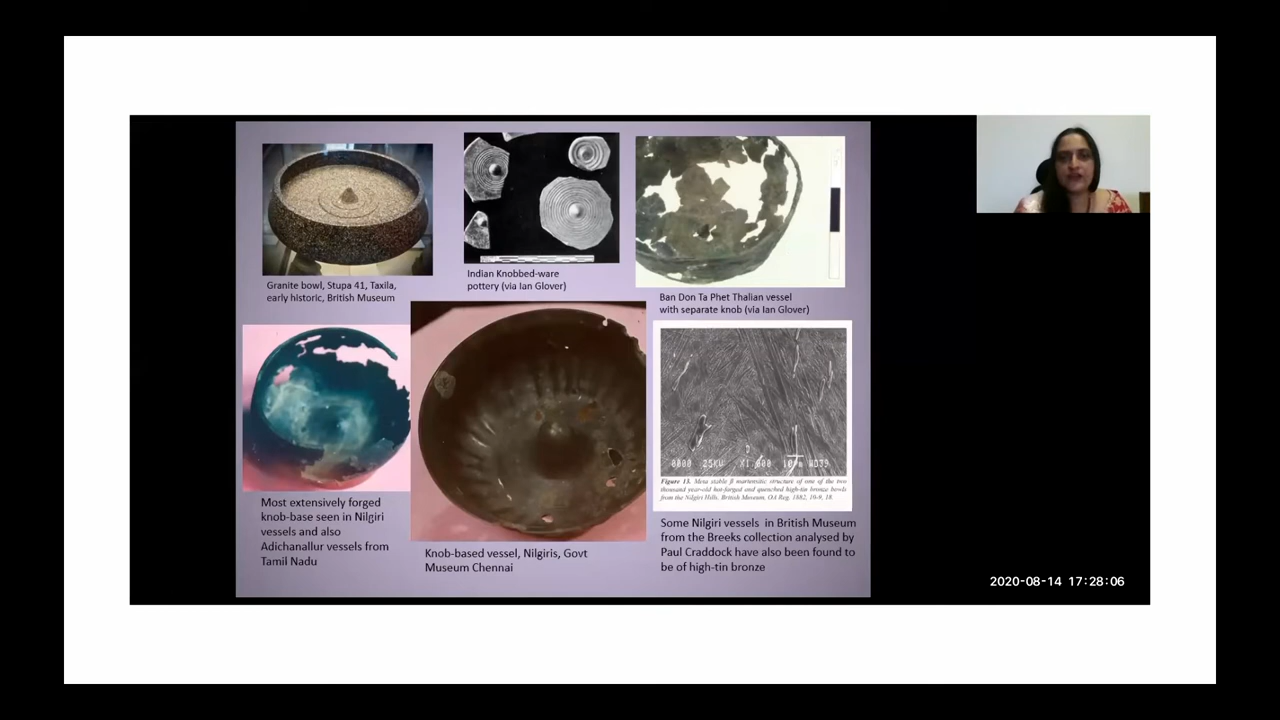 Granite bowl, Stupa 41, Taxila,
early historic, British Museum
Indian Knobbed-ware
pottery (via Ian Glover)
Ban Don Ta Phet Thalian vessel
with separate knob (via Ian Glover)
Most extensively forged
knob-base seen in Nilgiri
vessels and also
Adichanallur vessels from
Tamil Nadu
Knob-based vessel, Nilgiris, Govt
Museum Chennai
0000 25KV X1,000 10µm WD39
Figure 13. Meta stable β martensitic structure of one of the two
thousand year-old hot-forged and quenched high-tin bronze bowls
from the Nilgiri Hills. British Museum. OA Reg. 1882, 10-9, 18.
Some Nilgiri vessels in British Museum
from the Breeks collection analysed by
Paul Craddock have also been found to
be of high-tin bronze
2020-08-14 17:28:06